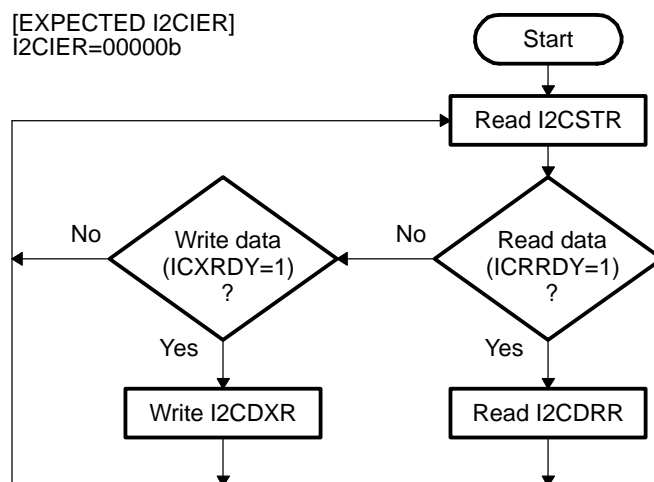 [EXPECTED I2CIER]
I2CIER=00000b
Start
Read I2CSTR
No
Write data
(ICXRDY=1)
?
No
Read data
(ICRRDY=1)
?
Yes
Yes
Write I2CDXR
Read I2CDRR